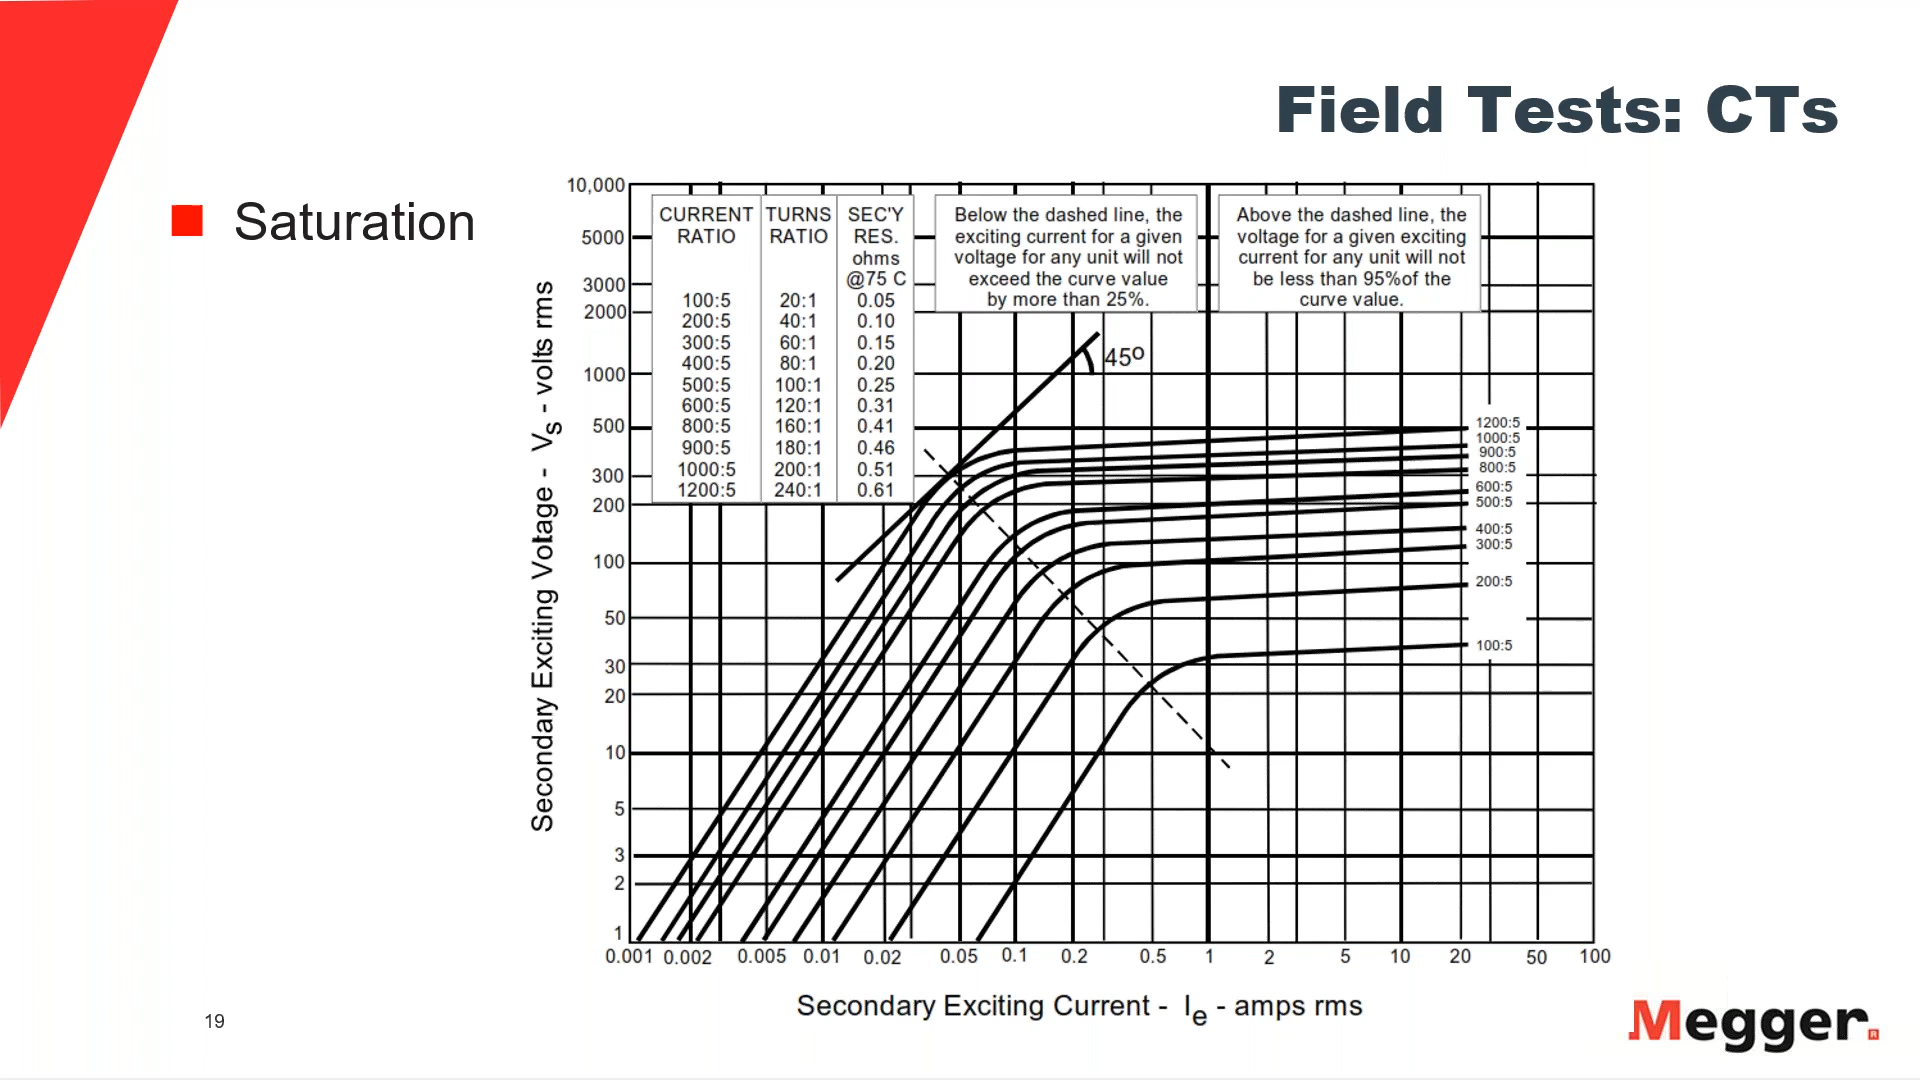 Field Tests: CTs
Saturation
CURRENT RATIO TURNS RATIO SEC'Y RES. ohms @75 C
100:5 20:1 0.05
200:5 40:1 0.10
300:5 60:1 0.15
400:5 80:1 0.20
500:5 100:1 0.25
600:5 120:1 0.31
800:5 160:1 0.41
900:5 180:1 0.46
1000:5 200:1 0.51
1200:5 240:1 0.61
Below the dashed line, the
exciting current for a given
voltage for any unit will not
exceed the curve value
by more than 25%.
Above the dashed line, the
voltage for a given exciting
current for any unit will not
be less than 95%of the
curve value.
45º
Secondary Exciting Votage - Vs - volts rms
10,000
5000
3000
2000
1000
500
300
200
100
50
30
20
10
5
3
2
1
1200:5
1000:5
900:5
800:5
600:5
500:5
400:5
300:5
200:5
100:5
0.001 0.002 0.005 0.01 0.02 0.05 0.1 0.2 0.5 1 2 5 10 20 50 100
Secondary Exciting Current - Ie - amps rms
19
Megger.